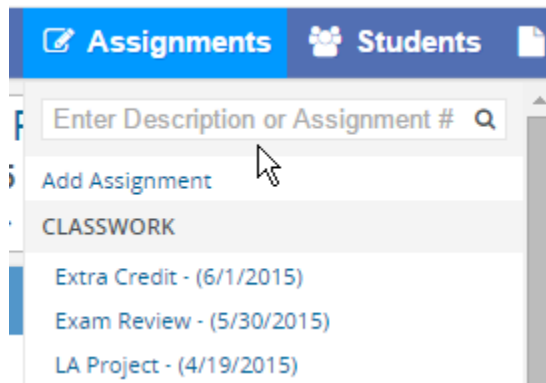 Assignments Students
Enter Description or Assignment #
Add Assignment
CLASSWORK
Extra Credit - (6/1/2015)
Exam Review - (5/30/2015)
LA Project - (4/19/2015)